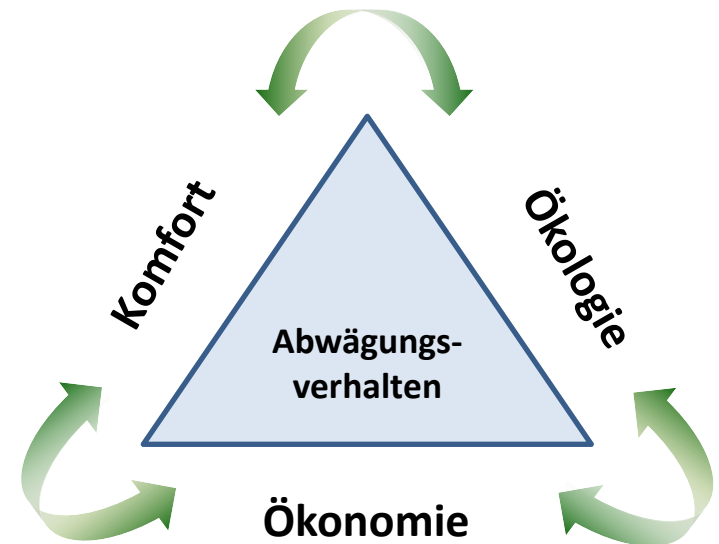 Komfort
Ökologie
Abwägungs-
verhalten
Ökonomie